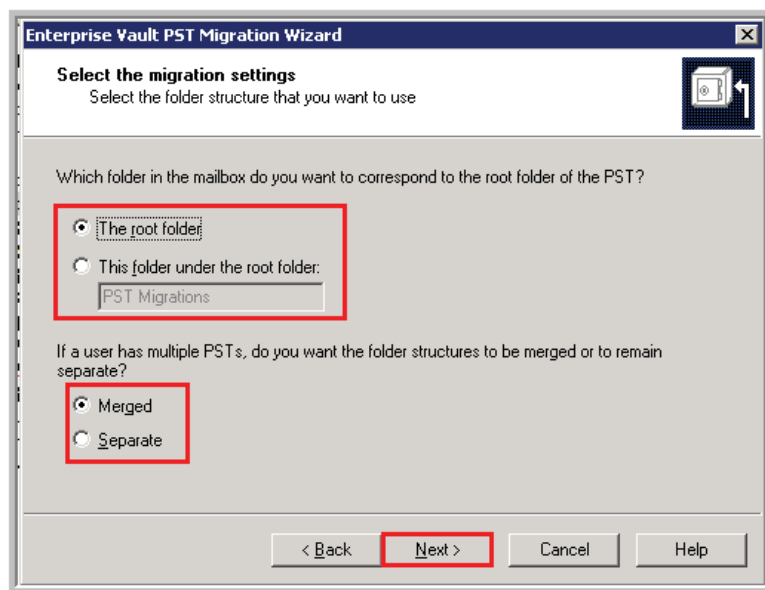 Enterprise Vault PST Migration Wizard
Select the migration settings
Select the folder structure that you want to use
Which folder in the mailbox do you want to correspond to the root folder of the PST?
The root folder
This folder under the root folder:
PST Migrations
If a user has multiple PSTs, do you want the folder structures to be merged or to remain
separate?
Merged
Separate
< Back Next > Cancel Help